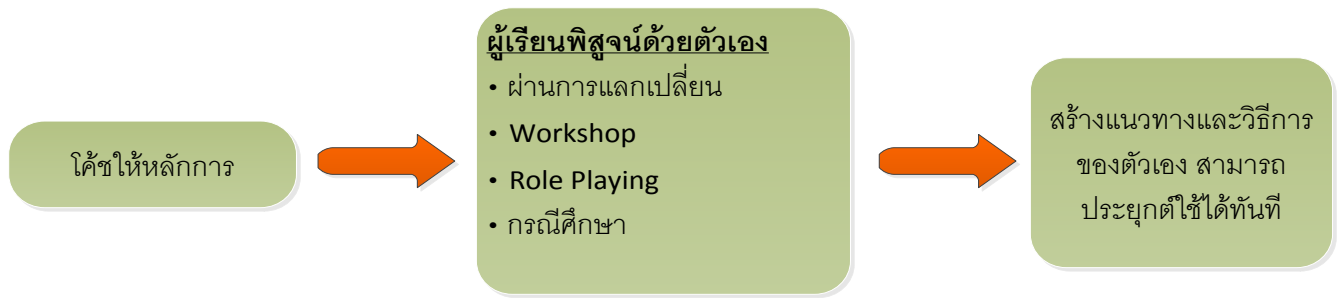 โค้ชให้หลักการ
ผู้เรียนพิสูจน์ด้วยตัวเอง
• ผ่านการแลกเปลี่ยน
• Workshop
• Role Playing
• กรณีศึกษา
สร้างแนวทางและวิธีการ
ของตัวเอง สามารถ
ประยุกต์ใช้ได้ทันที